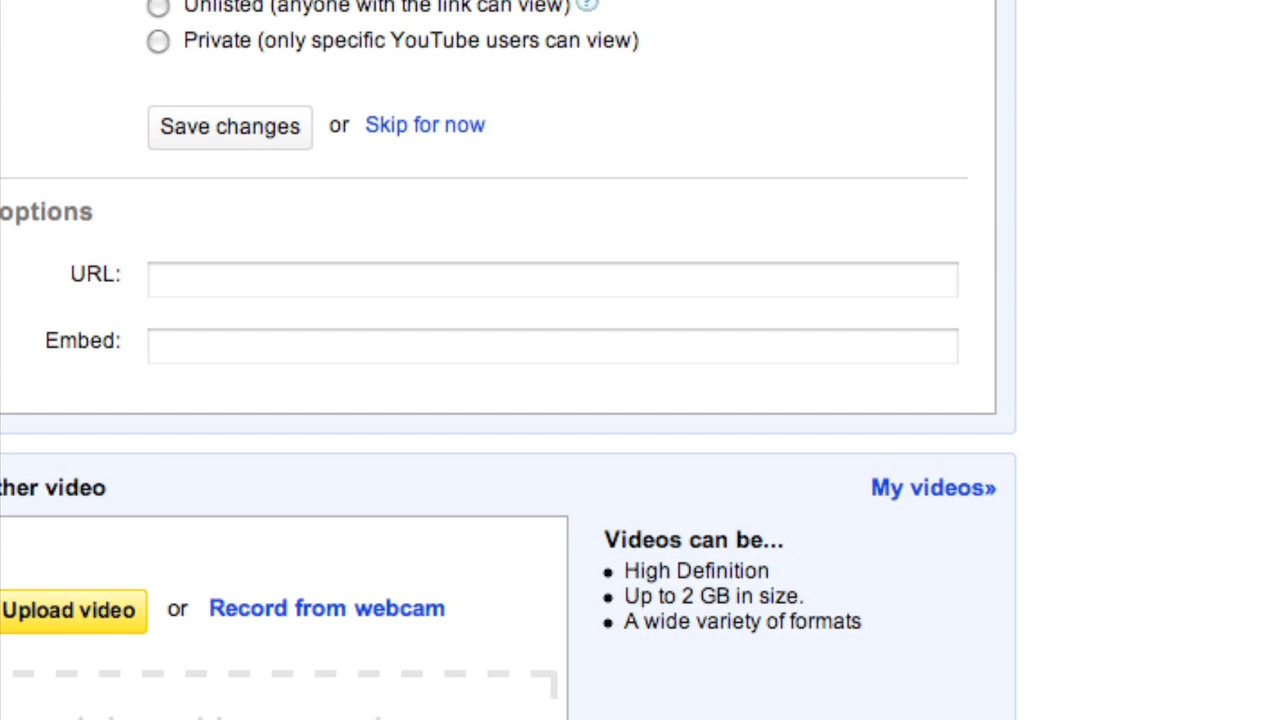 Unlisted (anyone with the link can view)
Private (only specific YouTube users can view)
Save changes or Skip for now
options
URL:
Embed:
ther video
My videos»
Videos can be...
High Definition
Up to 2 GB in size.
A wide variety of formats
Upload video or Record from webcam